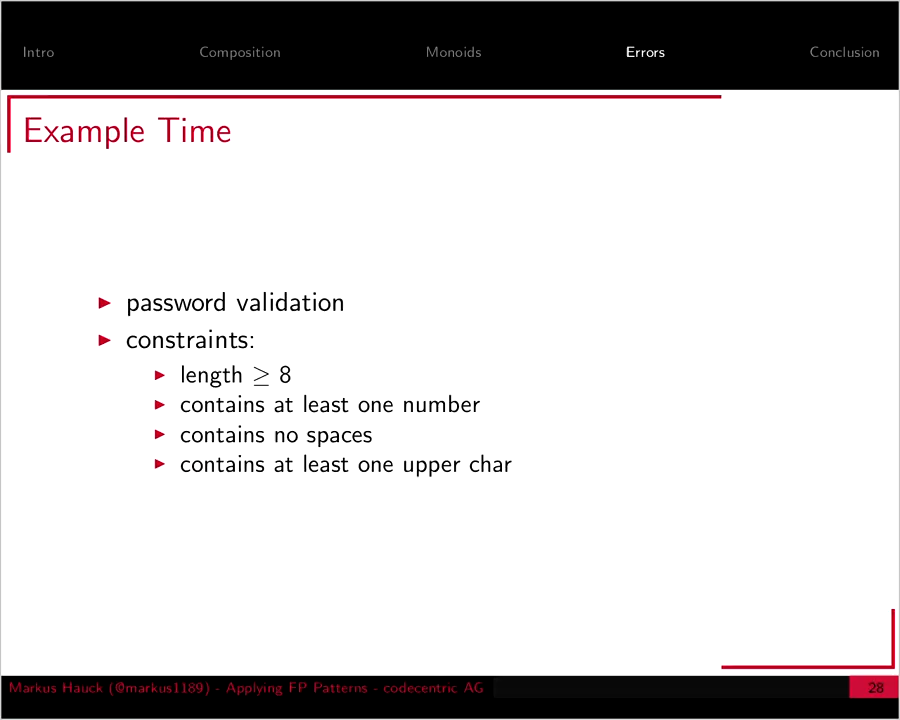 Intro Composition Monoids Errors Conclusion
Example Time
password validation
constraints:
length ≥ 8
contains at least one number
contains no spaces
contains at least one upper char
Markus Hauck (@markus1189) - Applying FP Patterns - codecentric AG 28